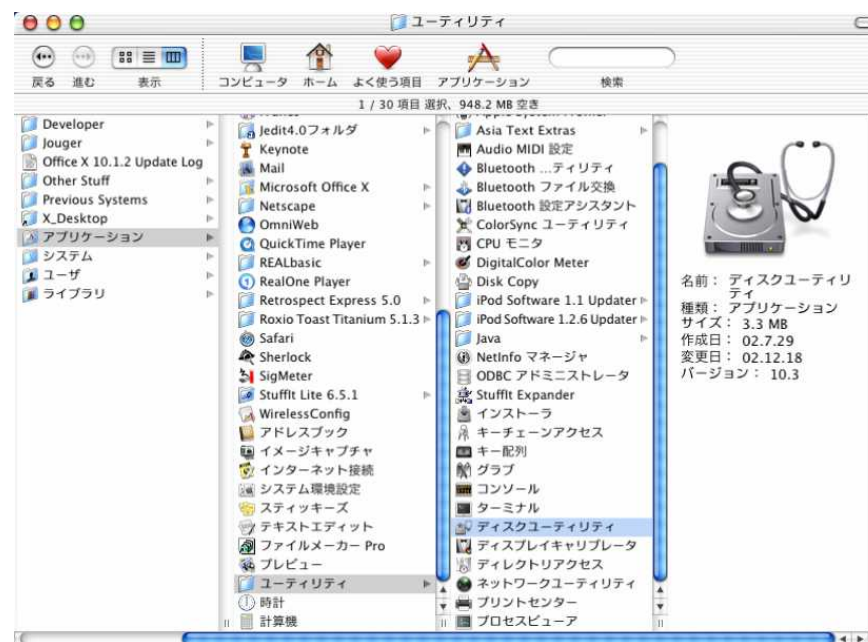 ユーティリティ
戻る 進む 表示 コンピュータ ホーム よく使う項目 アプリケーション 検索
1 / 30 項目 選択、948.2 MB 空き
Developer
Jouger
Office X 10.1.2 Update Log
Other Stuff
Previous Systems
X_Desktop
アプリケーション
システム
ユーザ
ライブラリ
Jedit4.0フォルダ
Keynote
Mail
Microsoft Office X
Netscape
OmniWeb
QuickTime Player
REALbasic
RealOne Player
Retrospect Express 5.0
Roxio Toast Titanium 5.1.3
Safari
Sherlock
SigMeter
StuffIt Lite 6.5.1
WirelessConfig
アドレスブック
イメージキャプチャ
インターネット接続
システム環境設定
スティッキーズ
テキストエディット
ファイルメーカー Pro
プレビュー
ユーティリティ
時計
計算機
Apple System Profiler
Asia Text Extras
Audio MIDI 設定
Bluetooth ...ティリティ
Bluetooth ファイル交換
Bluetooth 設定アシスタント
ColorSync ユーティリティ
CPU モニタ
DigitalColor Meter
Disk Copy
iPod Software 1.1 Updater
iPod Software 1.2.6 Updater
Java
NetInfo マネージャ
ODBC アドミニストレータ
StuffIt Expander
インストーラ
キーチェーンアクセス
キー配列
グラブ
コンソール
ターミナル
ディスクユーティリティ
ディスプレイキャリブレータ
ディレクトリアクセス
ネットワークユーティリティ
プリントセンター
プロセスビューア
名前： ディスクユーティリ
ティ
種類： アプリケーション
サイズ： 3.3 MB
作成日： 02.7.29
変更日： 02.12.18
バージョン： 10.3